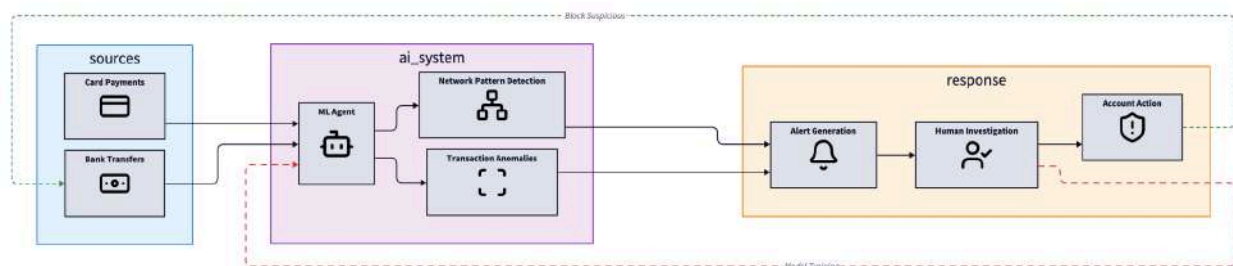 Block Suspicious
sources
ai_system
Card Payments
Network Pattern Detection
response
ML Agent
Account Action
Alert Generation
Human Investigation
Bank Transfers
Transaction Anomalies